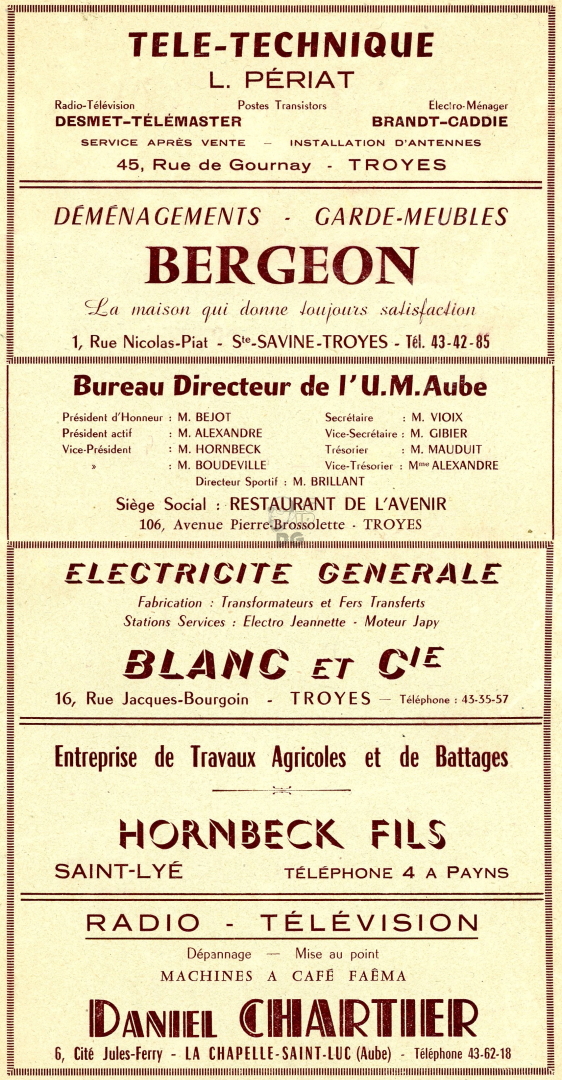 TELE-TECHNIQUE
L. PÉRIAT
Radio-Télévision Postes Transistors Electro-Ménager
DESMET-TÉLÉMASTER BRANDT-CADDIE
SERVICE APRÈS VENTE — INSTALLATION D'ANTENNES
45, Rue de Gournay - TROYES
DÉMÉNAGEMENTS - GARDE-MEUBLES
BERGEON
La maison qui donne toujours satisfaction
1, Rue Nicolas-Piat - Ste-SAVINE-TROYES - Tél. 43-42-85
Bureau Directeur de l'U.M.Aube
Président d'Honneur : M. BEJOT Secrétaire : M. VIOIX
Président actif : M. ALEXANDRE Vice-Secrétaire : M. GIBIER
Vice-Président : M. HORNBECK Trésorier : M. MAUDUIT
» : M. BOUDEVILLE Vice-Trésorier : Mme ALEXANDRE
Directeur Sportif : M. BRILLANT
Siège Social : RESTAURANT DE L'AVENIR
106, Avenue Pierre-Brossolette - TROYES
ELECTRICITE GENERALE
Fabrication : Transformateurs et Fers Transferts
Stations Services : Electro Jeannette - Moteur Japy
BLANC ET CIE
16, Rue Jacques-Bourgoin - TROYES — Téléphone : 43-35-57
Entreprise de Travaux Agricoles et de Battages
HORNBECK FILS
SAINT-LYÉ TÉLÉPHONE 4 A PAYNS
RADIO - TÉLÉVISION
Dépannage — Mise au point
MACHINES A CAFÉ FAËMA
DANIEL CHARTIER
6, Cité Jules-Ferry - LA CHAPELLE-SAINT-LUC (Aube) - Téléphone 43-62-18